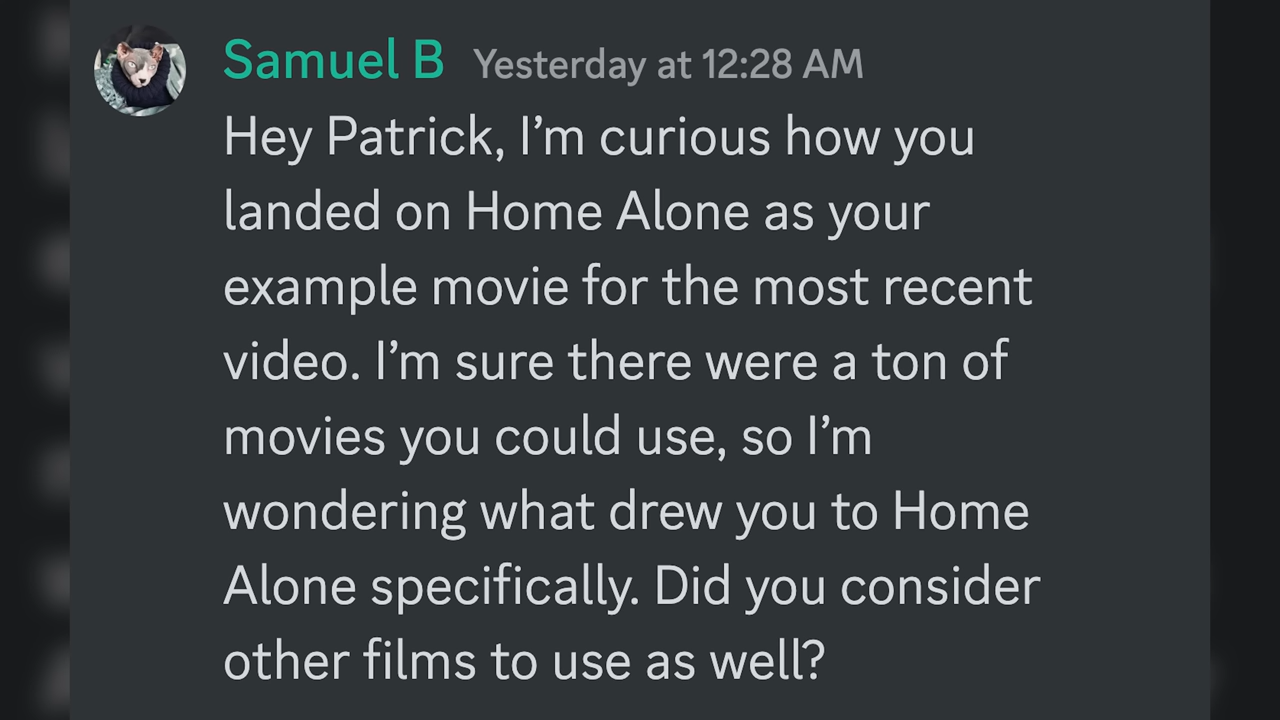 Samuel B Yesterday at 12:28 AM
Hey Patrick, I’m curious how you
landed on Home Alone as your
example movie for the most recent
video. I’m sure there were a ton of
movies you could use, so I’m
wondering what drew you to Home
Alone specifically. Did you consider
other films to use as well?